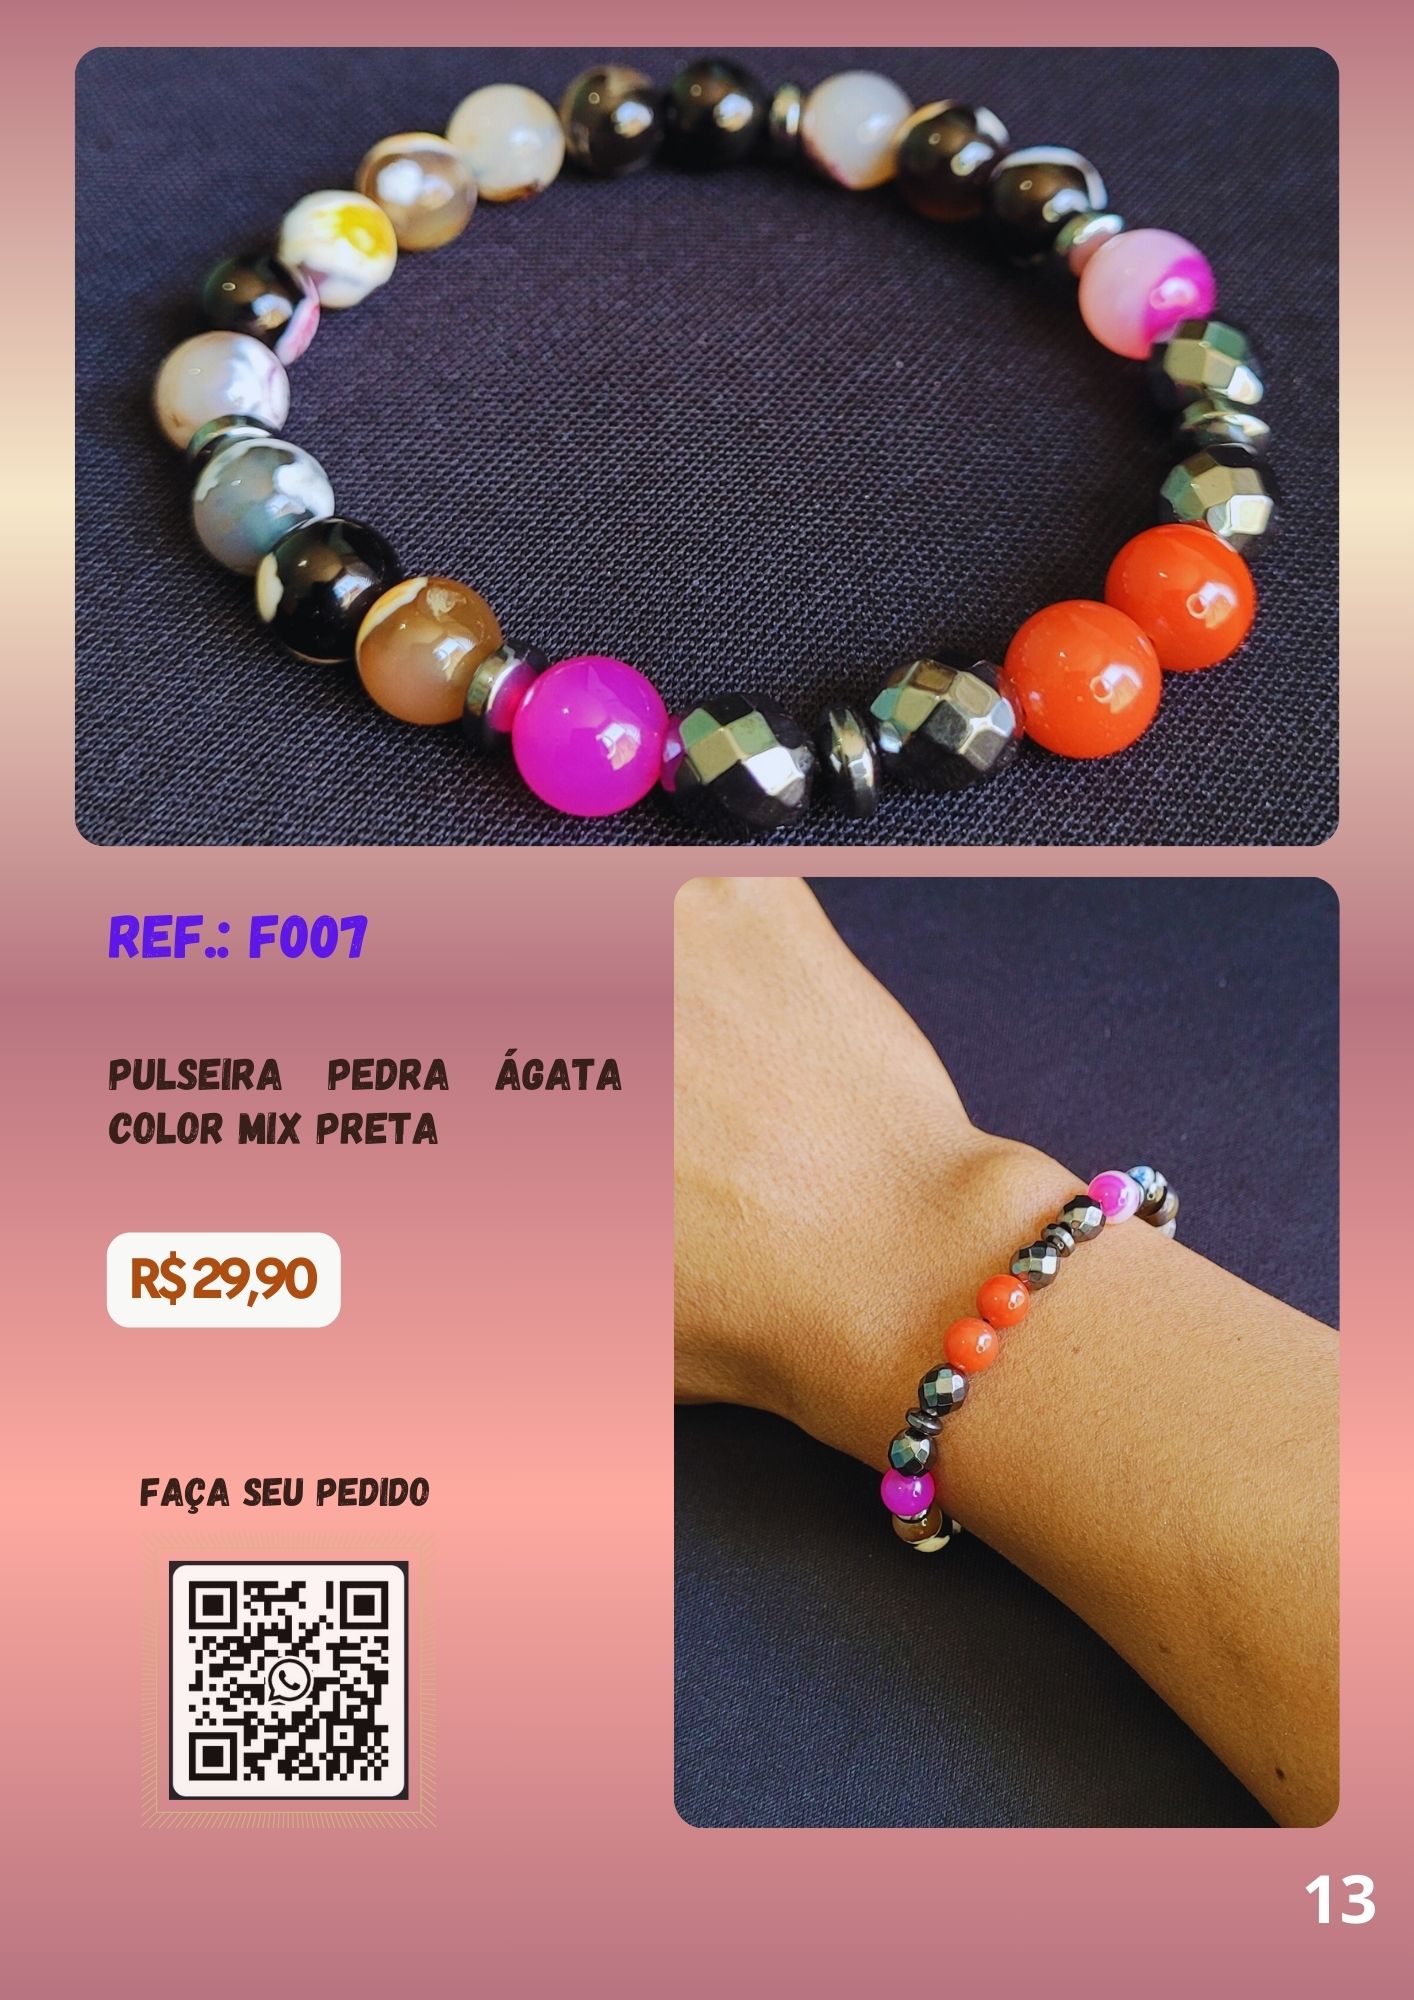 REF.: F007
PULSEIRA PEDRA ÁGATA
COLOR MIX PRETA
R$29,90
FAÇA SEU PEDIDO
13